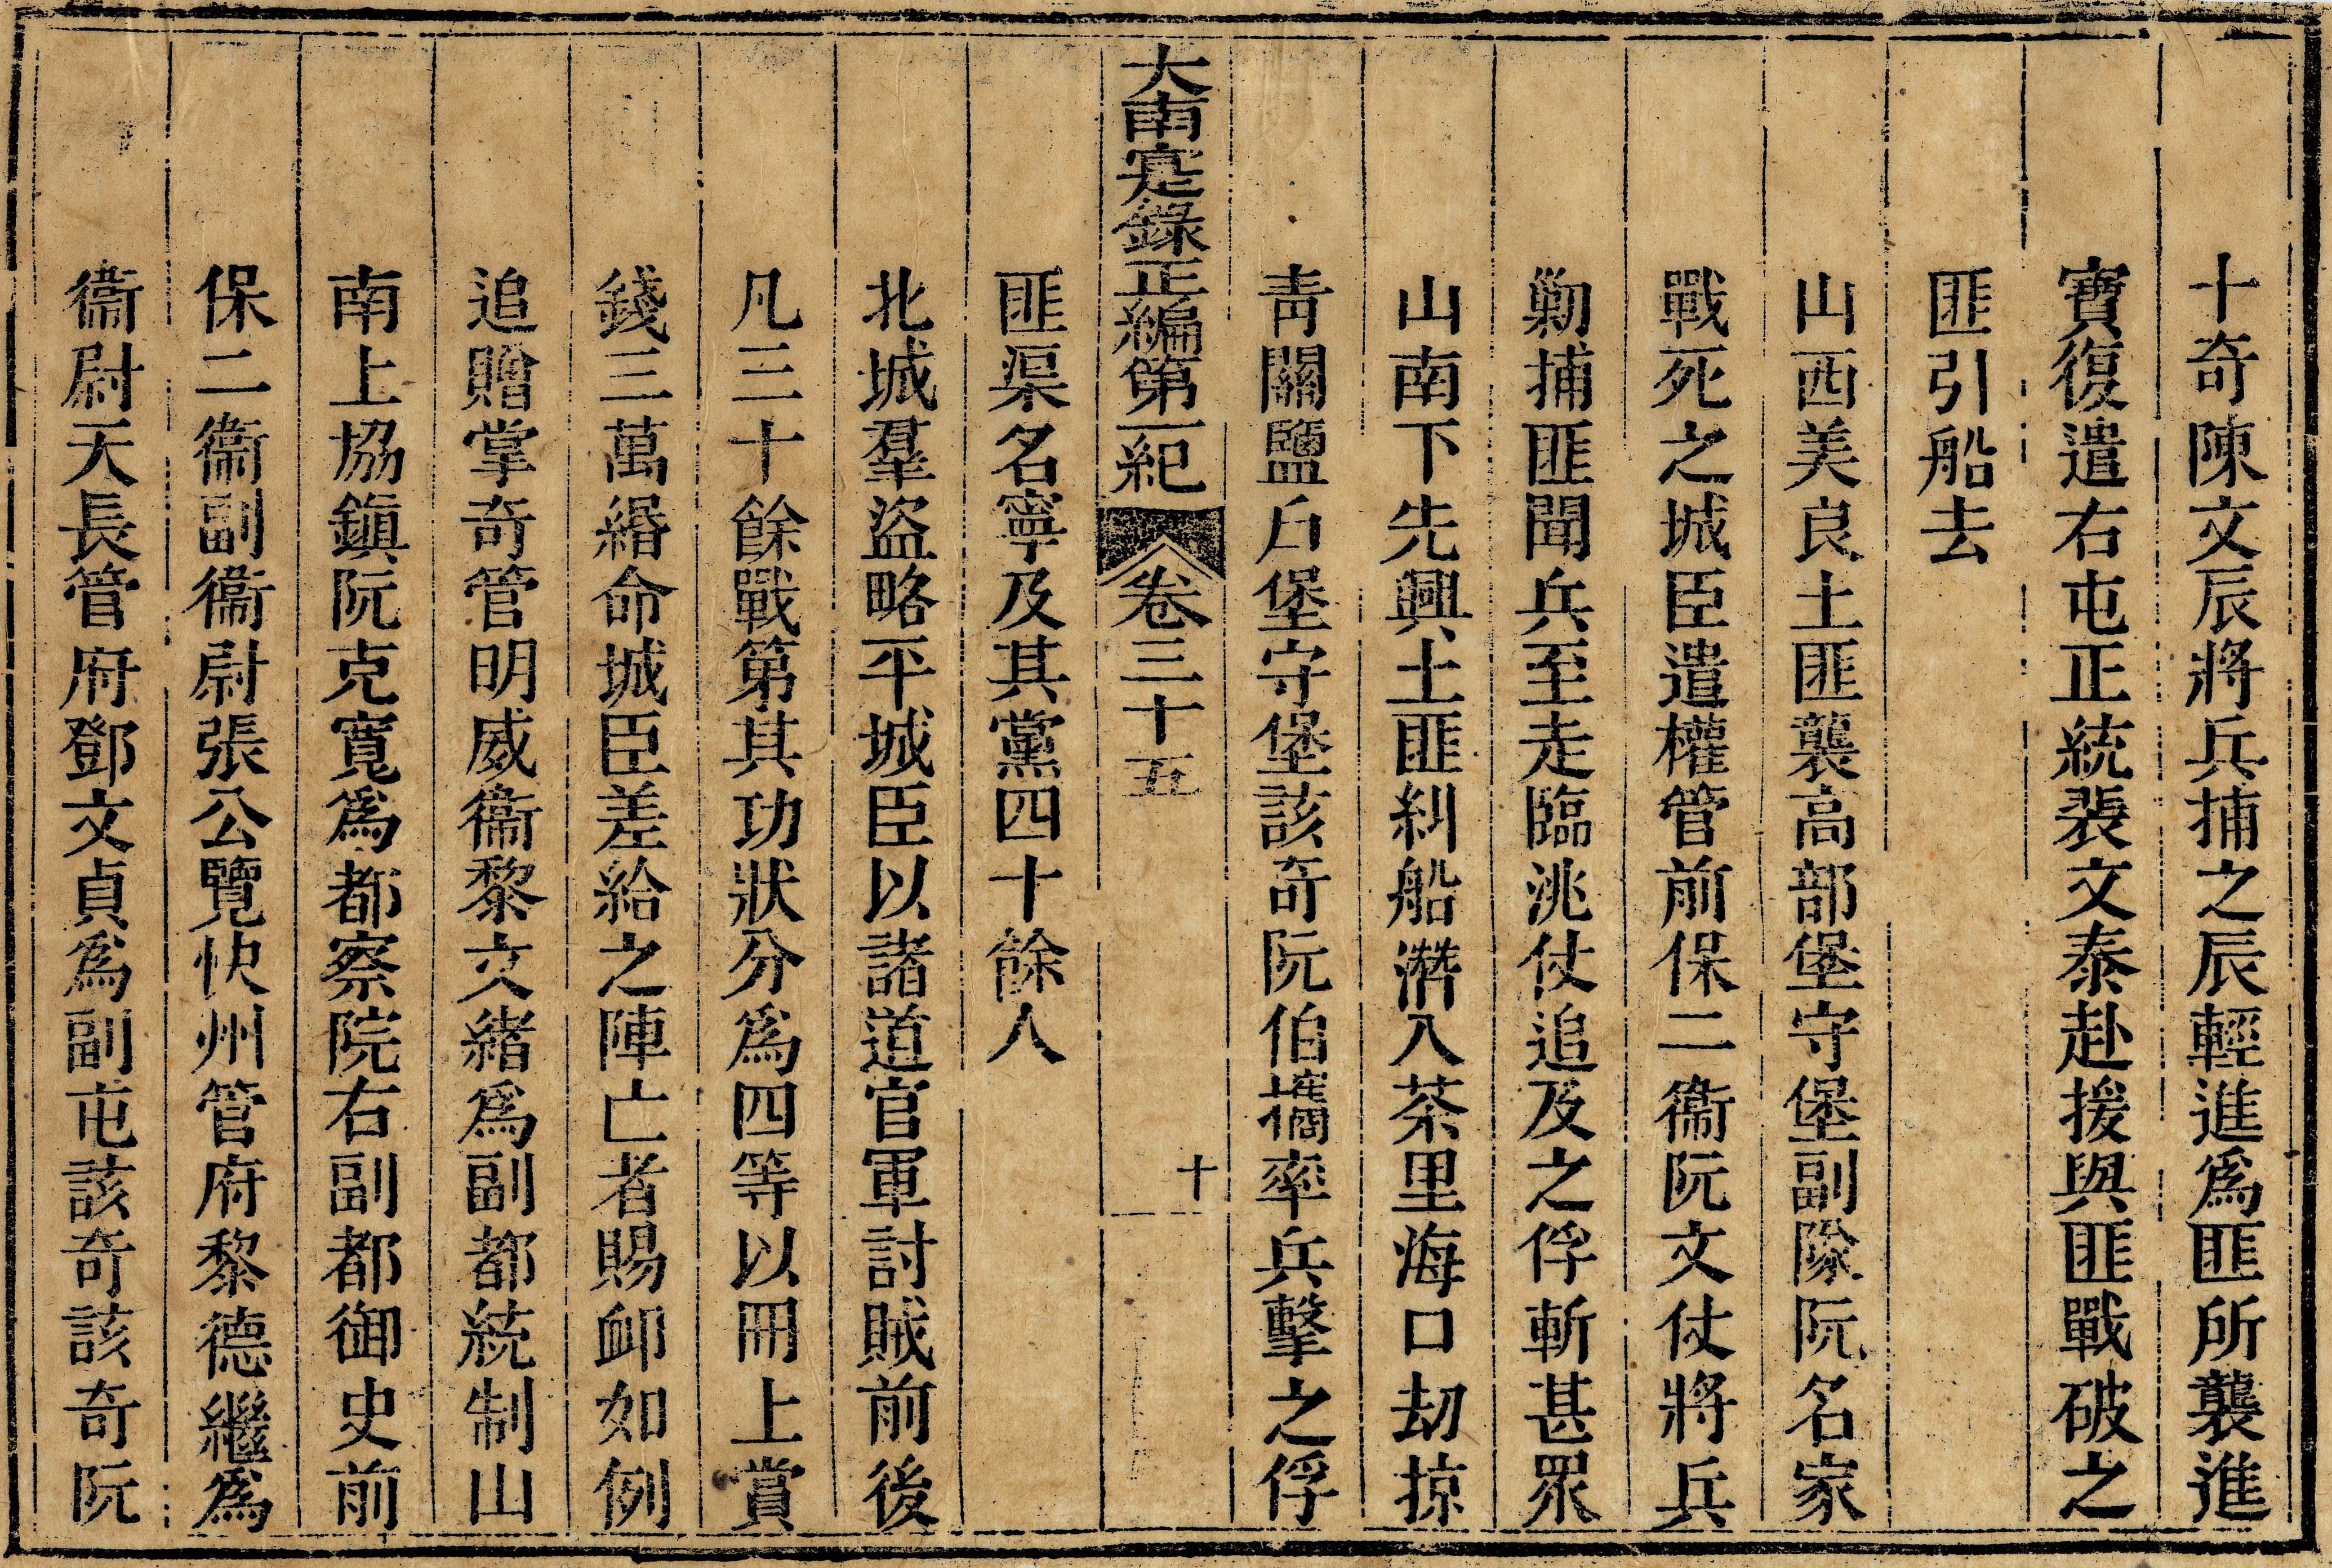 十奇陳文辰將兵捕之辰輕進爲匪所襲進
寶復遣右屯正統裴文泰赴援與匪戰破之
匪引船去
山西美良土匪襲高部堡守堡副隊阮名家
戰死之城臣遣權管前保二衞阮文仗將兵
勦捕匪聞兵至走臨洮仗追及之俘斬甚眾
山南下先興土匪糾船潛入茶里海口劫掠
靑關鹽戶堡守堡該奇阮伯擕率兵擊之俘
大南寔錄正編第一紀 卷三十五 十
匪渠名寧及其黨四十餘人
北城羣盜略平城臣以諸道官軍討賊前後
凡三十餘戰第其功狀分爲四等以冊上賞
錢三萬緡命城臣差給之陣亡者賜䘏如例
追贈掌奇管明威衞黎文緒爲副都統制山
南上協鎭阮克寬爲都察院右副都御史前
保二衞副衞尉張公覽快州管府黎德繼爲
衞尉天長管府鄧文貞爲副屯該奇該奇阮